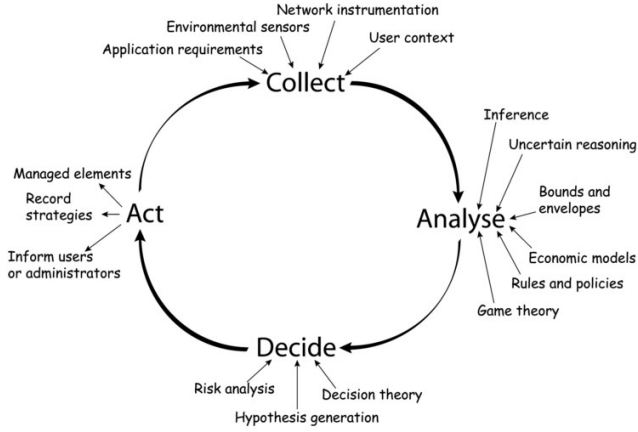 Network instrumentation
Environmental sensors
User context
Application requirements
Collect
Inference
Uncertain reasoning
Bounds and
envelopes
Analyse
Economic models
Rules and policies
Game theory
Decide
Risk analysis
Decision theory
Hypothesis generation
Act
Managed elements
Record
strategies
Inform users
or administrators